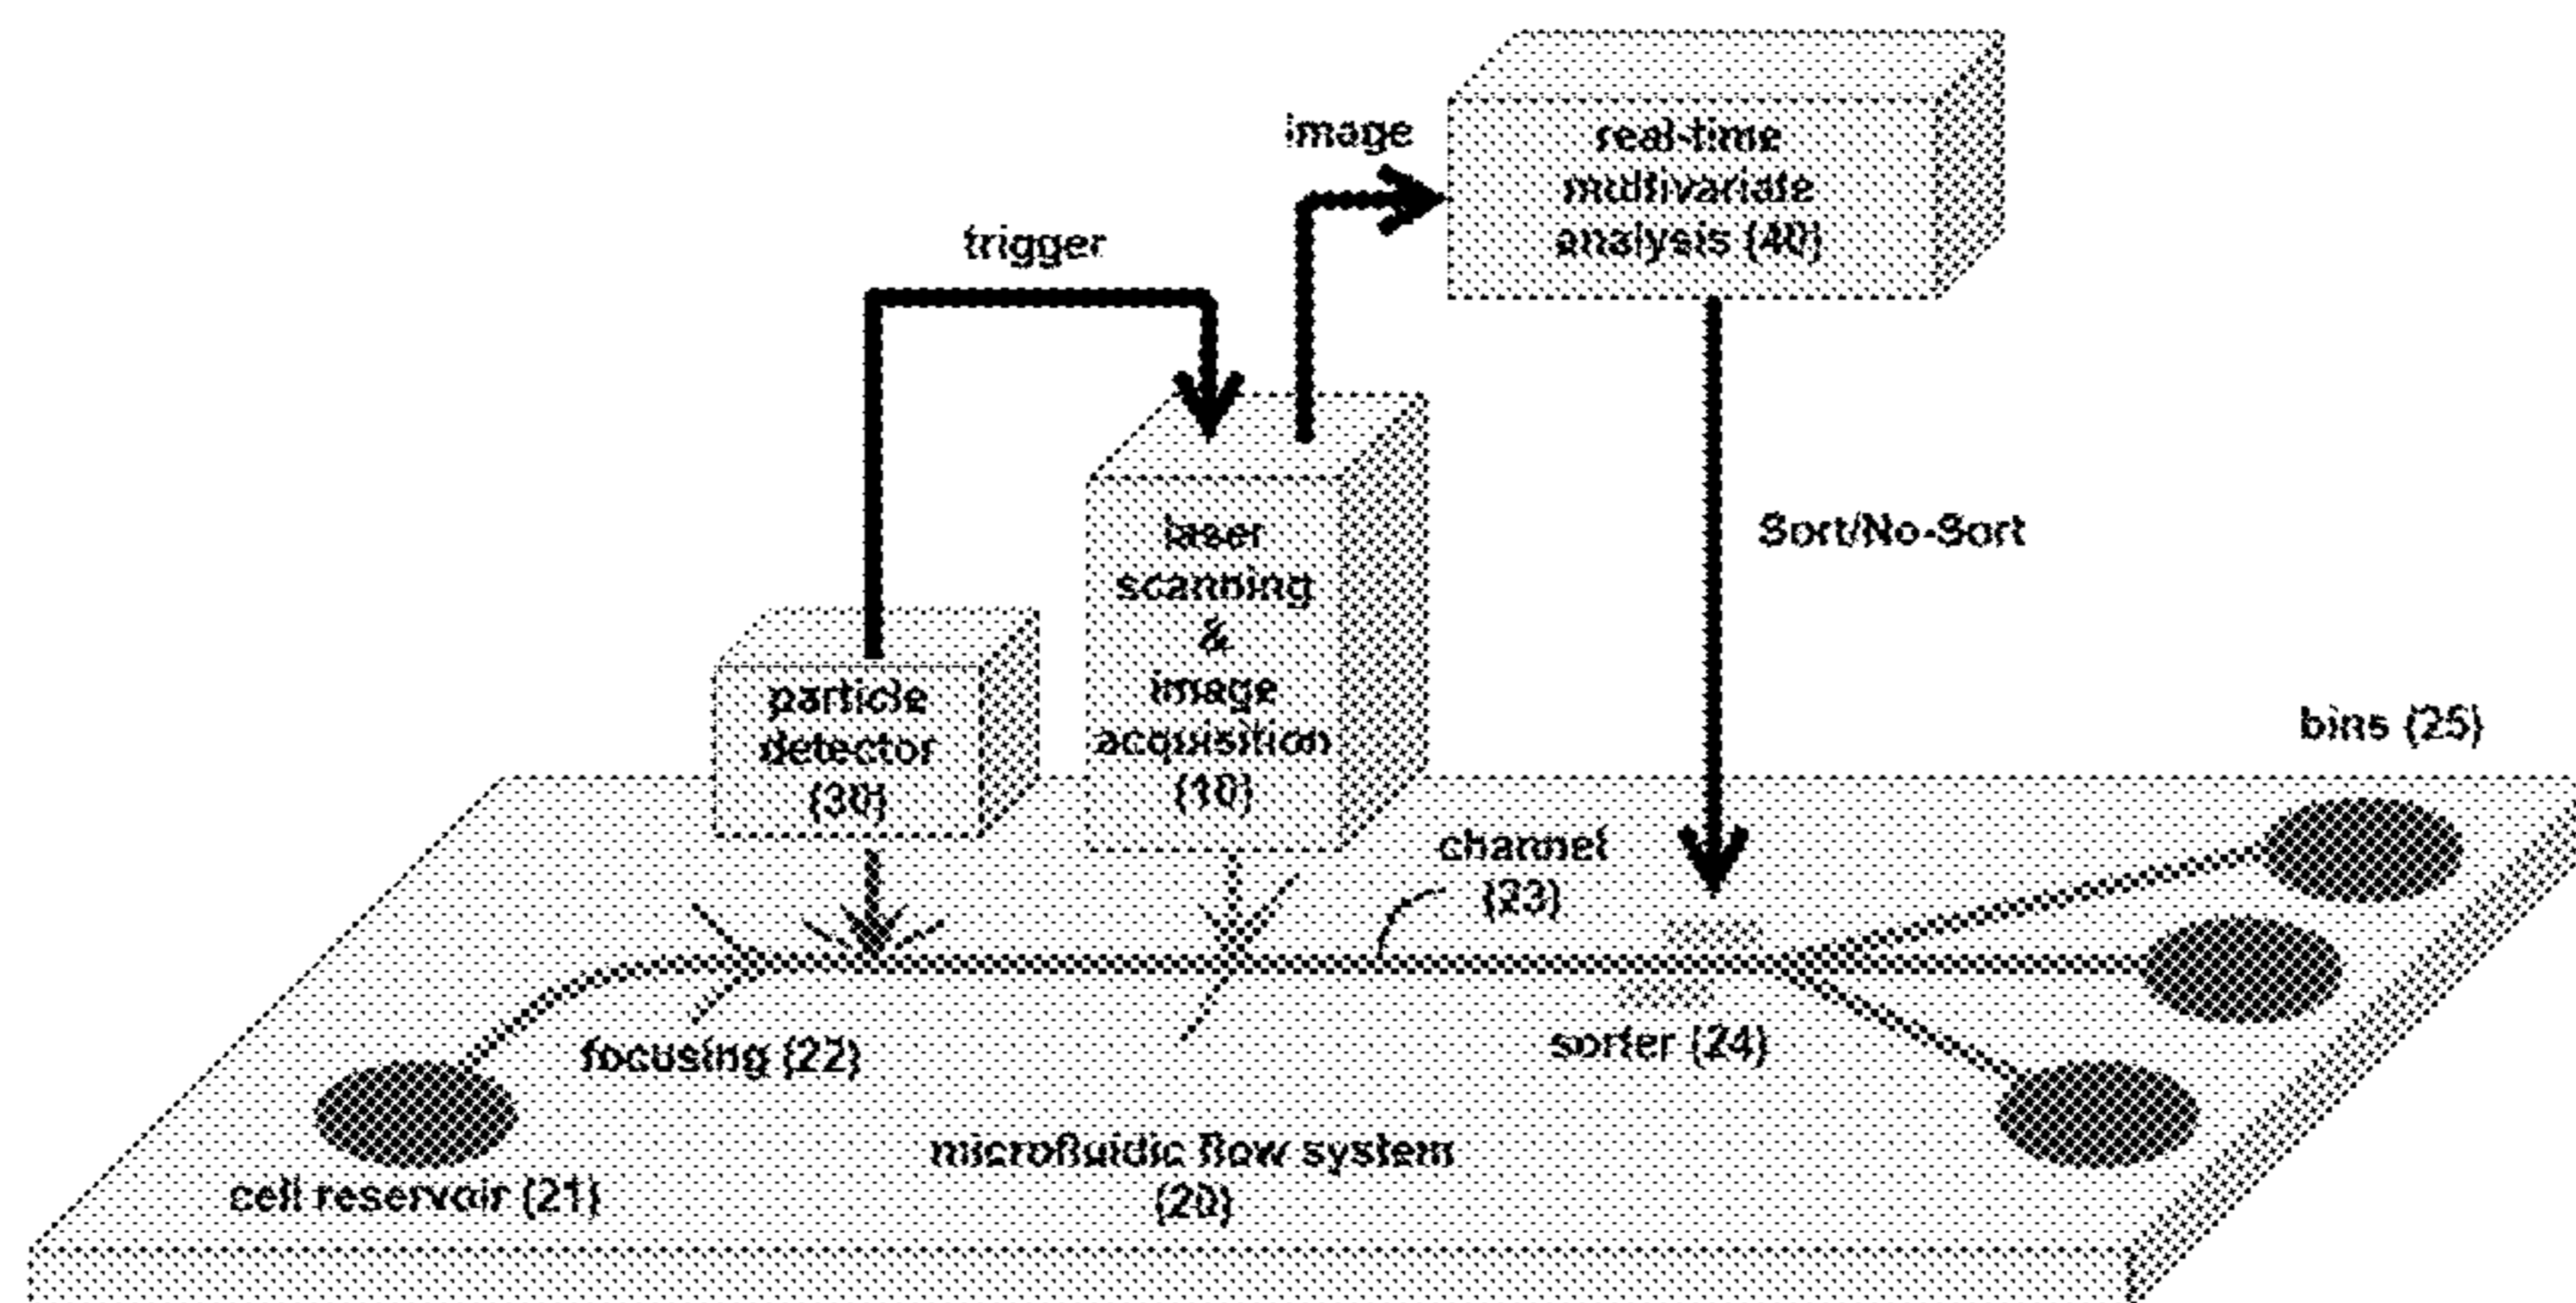 image
real-time
multivariate
analysis (40)
trigger
laser
scanning
&
image
acquisition
(10)
Sort/No-Sort
particle
detector
(30)
bins (25)
channel
(23)
focusing (22)
sorter (24)
cell reservoir (21)
microfluidic flow system
(20)